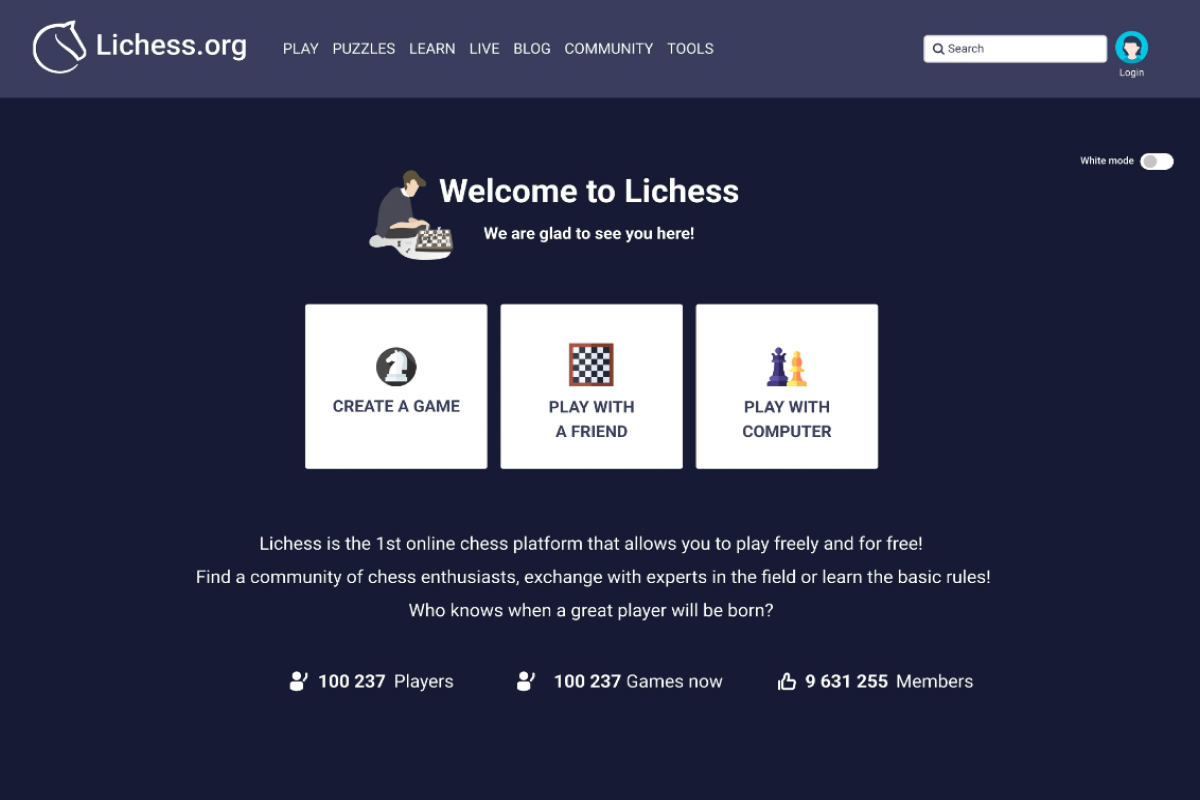 Lichess.org
PLAY PUZZLES LEARN LIVE BLOG COMMUNITY TOOLS
Search
Login
White mode
Welcome to Lichess
We are glad to see you here!
CREATE A GAME
PLAY WITH
A FRIEND
PLAY WITH
COMPUTER
Lichess is the 1st online chess platform that allows you to play freely and for free!
Find a community of chess enthusiasts, exchange with experts in the field or learn the basic rules!
Who knows when a great player will be born?
100 237 Players
100 237 Games now
9 631 255 Members